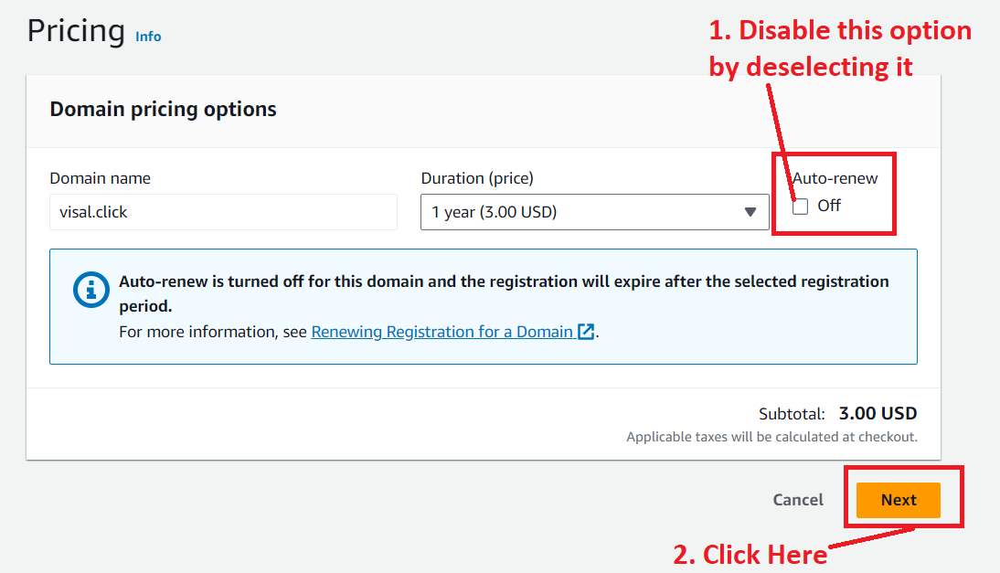 Pricing Info
1. Disable this option
by deselecting it
Domain pricing options
Domain name
Duration (price)
Auto-renew
visal.click
1 year (3.00 USD)
Off
Auto-renew is turned off for this domain and the registration will expire after the selected registration
period.
For more information, see Renewing Registration for a Domain.
Subtotal: 3.00 USD
Applicable taxes will be calculated at checkout.
Cancel
Next
2. Click Here